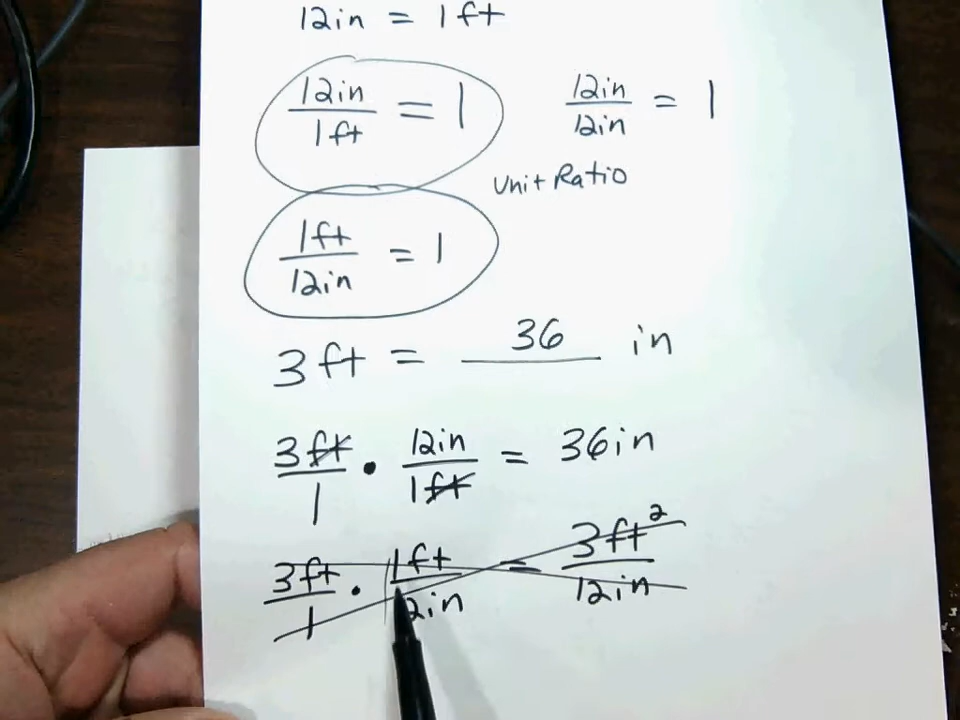 12in = 1ft
12in/1ft = 1    12in/12in = 1
Unit Ratio
1ft/12in = 1
3ft = 36 in
3ft/1 • 12in/1ft = 36in
3ft/1 • 1ft/12in = 3ft²/12in